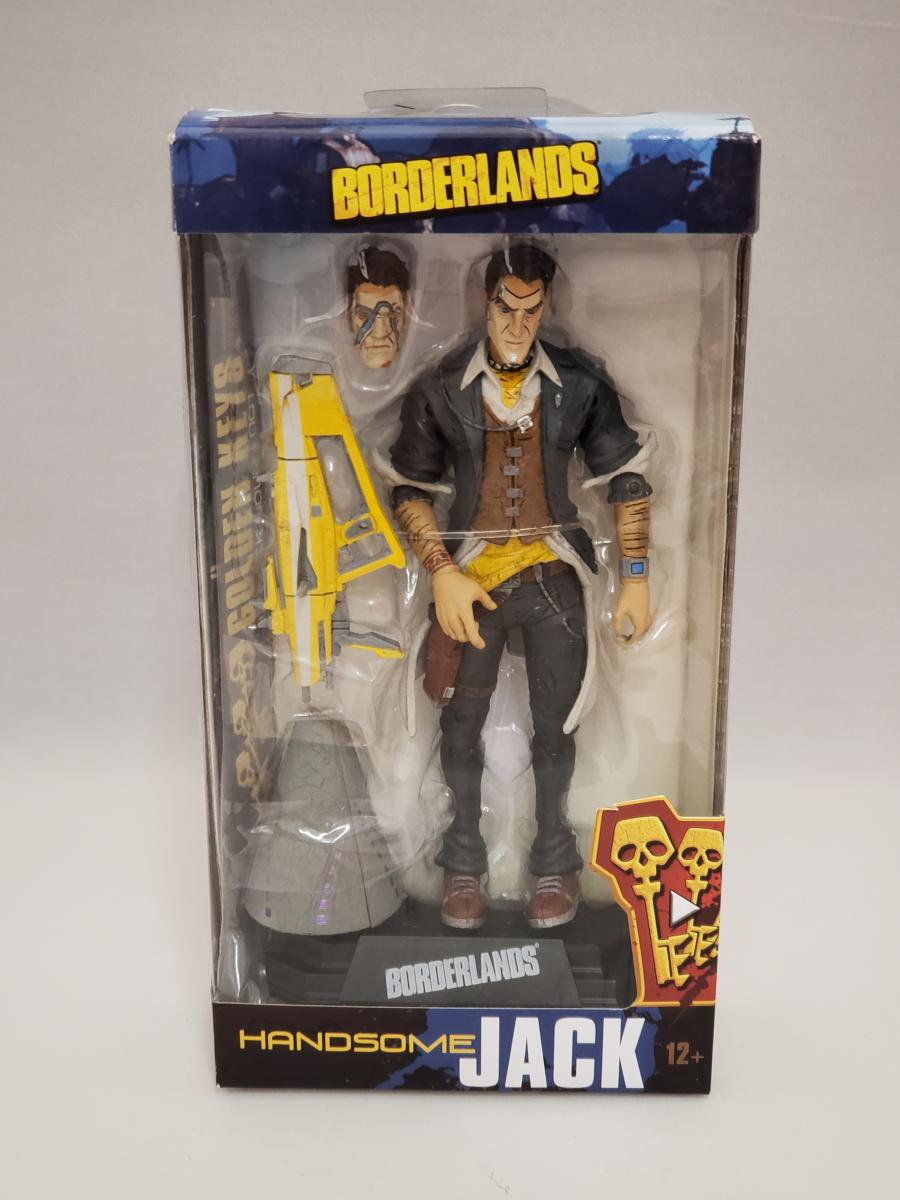 BORDERLANDS
GOLDEN KEYS
BORDERLANDS
HANDSOME JACK
12+